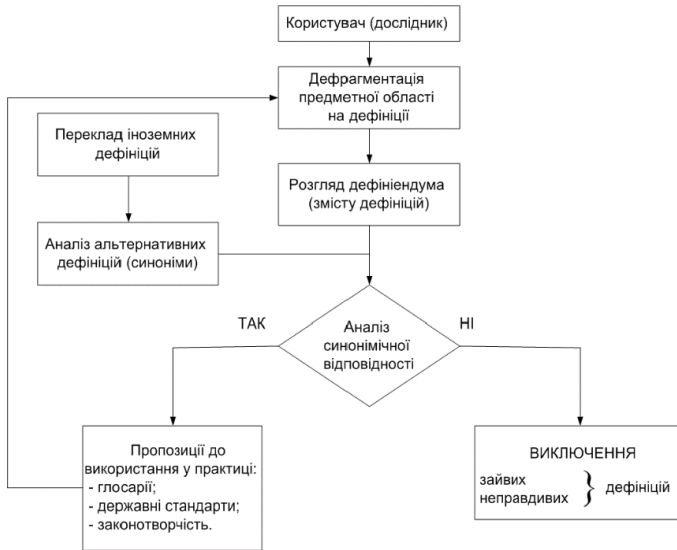 Користувач (дослідник)
Дефрагментація
предметної області
на дефініції
Переклад іноземних
дефініцій
Розгляд дефініендума
(змісту дефініцій)
Аналіз альтернативних
дефініцій (синоніми)
ТАК
НІ
Аналіз
синонімічної
відповідності
Пропозиції до
використання у практиці:
- глосарії;
- державні стандарти;
- законотворчість.
ВИКЛЮЧЕННЯ
зайвих
неправдивих } дефініцій